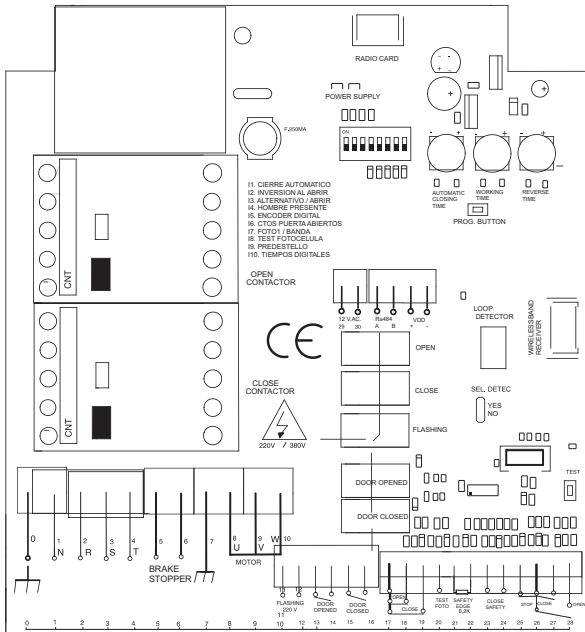 RADIO CARD
POWER SUPPLY
F.250MA
ON
I1. CIERRE AUTOMATICO
I2. INVERSION AL ABRIR
I3. ALTERNATIVO / ABRIR
I4. HOMBRE PRESENTE
I5. ENCODER DIGITAL
I6. CTOS PUERTA ABIERTOS
I7. FOTO1 / BANDA
I8. TEST FOTOCELULA
I9. PREDESTELLO
I10. TIEMPOS DIGITALES
- +
- +
- +
AUTOMATIC
CLOSING
TIME
WORKING
TIME
REVERSE
TIME
PROG. BUTTON
CNT
OPEN
CONTACTOR
12 V.AC. Rs484 VDD
29 30 A B + -
LOOP
DETECTOR
WIRELESSBAND
RECEIVER
CE
OPEN
CLOSE
FLASHING
DOOR OPENED
DOOR CLOSED
SEL. DETEC
YES
NO
CNT
CLOSE
CONTACTOR
220V / 380V
TEST
0 1 2 3 4 5 6 7 8 9 10
N R S T U V W
BRAKE
STOPPER
MOTOR
11 12
FLASHING
220 V
DOOR
OPENED
DOOR
CLOSED
OPEN
CLOSE
TEST
FOTO
SAFETY
EDGE
8,2K
CLOSE
SAFETY
STOP
CLOSE
OPEN
0 1 2 3 4 5 6 7 8 9 10 11 12 13 14 15 16 17 18 19 20 21 22 23 24 25 26 27 28